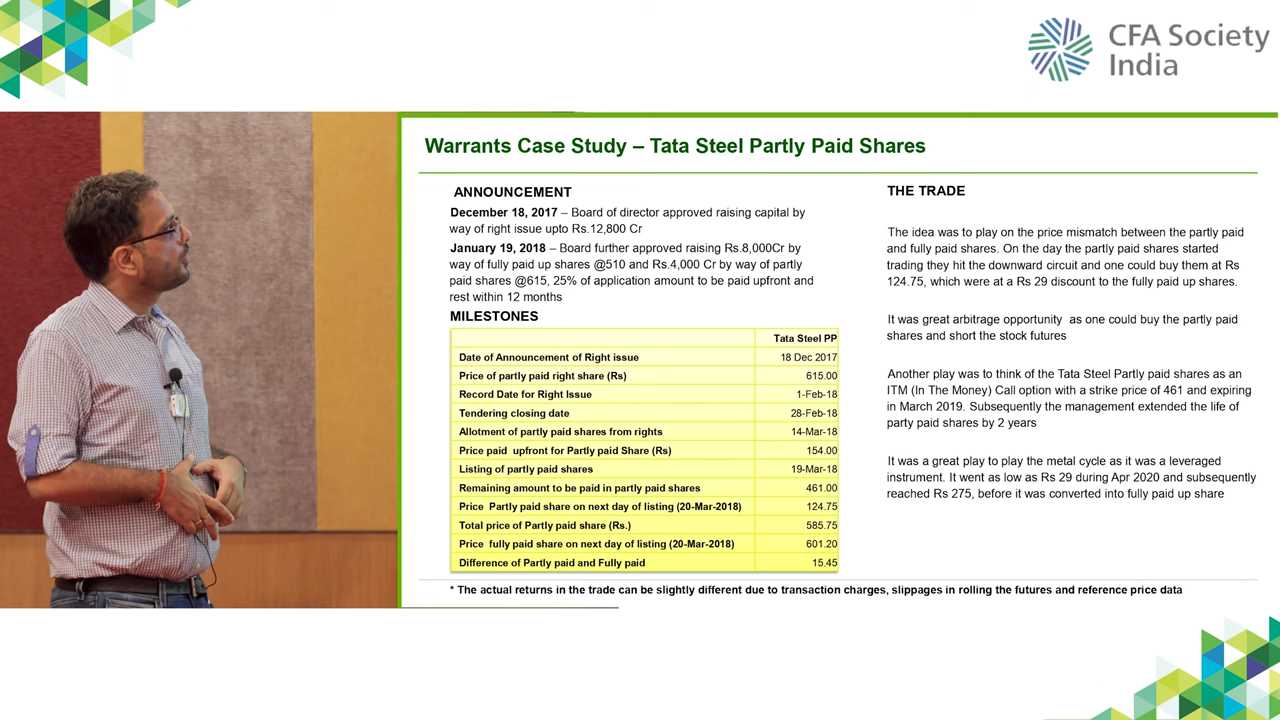 CFA Society
India
Warrants Case Study – Tata Steel Partly Paid Shares
ANNOUNCEMENT
December 18, 2017 – Board of director approved raising capital by
way of right issue upto Rs.12,800 Cr
January 19, 2018 – Board further approved raising Rs.8,000Cr by
way of fully paid up shares @510 and Rs.4,000 Cr by way of partly
paid shares @615, 25% of application amount to be paid upfront and
rest within 12 months
MILESTONES
Tata Steel PP
Date of Announcement of Right issue 18 Dec 2017
Price of partly paid right share (Rs) 615.00
Record Date for Right Issue 1-Feb-18
Tendering closing date 28-Feb-18
Allotment of partly paid shares from rights 14-Mar-18
Price paid upfront for Partly paid Share (Rs) 154.00
Listing of partly paid shares 19-Mar-18
Remaining amount to be paid in partly paid shares 461.00
Price Partly paid share on next day of listing (20-Mar-2018) 124.75
Total price of Partly paid share (Rs.) 585.75
Price fully paid share on next day of listing (20-Mar-2018) 601.20
Difference of Partly paid and Fully paid 15.45
THE TRADE
The idea was to play on the price mismatch between the partly paid
and fully paid shares. On the day the partly paid shares started
trading they hit the downward circuit and one could buy them at Rs
124.75, which were at a Rs 29 discount to the fully paid up shares.
It was great arbitrage opportunity as one could buy the partly paid
shares and short the stock futures
Another play was to think of the Tata Steel Partly paid shares as an
ITM (In The Money) Call option with a strike price of 461 and expiring
in March 2019. Subsequently the management extended the life of
party paid shares by 2 years
It was a great play to play the metal cycle as it was a leveraged
instrument. It went as low as Rs 29 during Apr 2020 and subsequently
reached Rs 275, before it was converted into fully paid up share
* The actual returns in the trade can be slightly different due to transaction charges, slippages in rolling the futures and reference price data